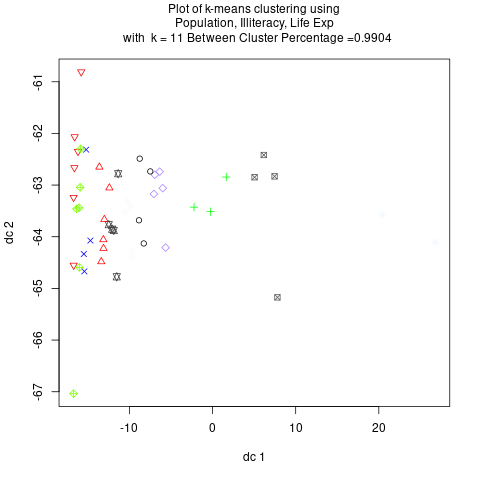 Plot of k-means clustering using
Population, Illiteracy, Life Exp
with k = 11 Between Cluster Percentage =0.9904
-61
-62
-63
-64
-65
-66
-67
dc 2
-10
0
10
20
dc 1